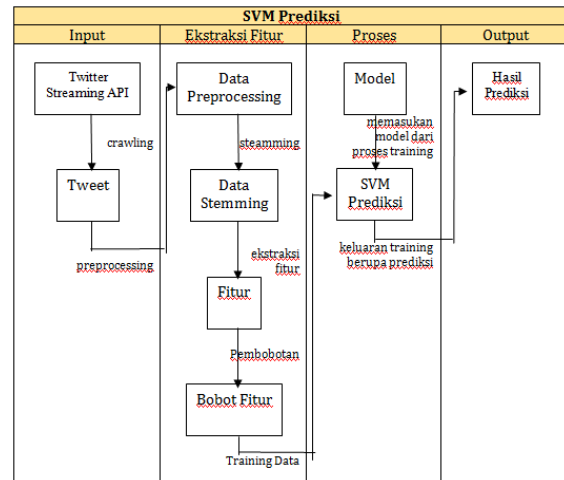 SVM Prediksi
Input
Ekstraksi Fitur
Proses
Output
Twitter
Streaming API
crawling
Tweet
preprocessing
Data
Preprocessing
steamming
Data
Stemming
ekstraksi
fitur
Fitur
Pembobotan
Bobot Fitur
Training Data
Model
memasukan
model dari
proses training
SVM
Prediksi
keluaran training
berupa prediksi
Hasil
Prediksi